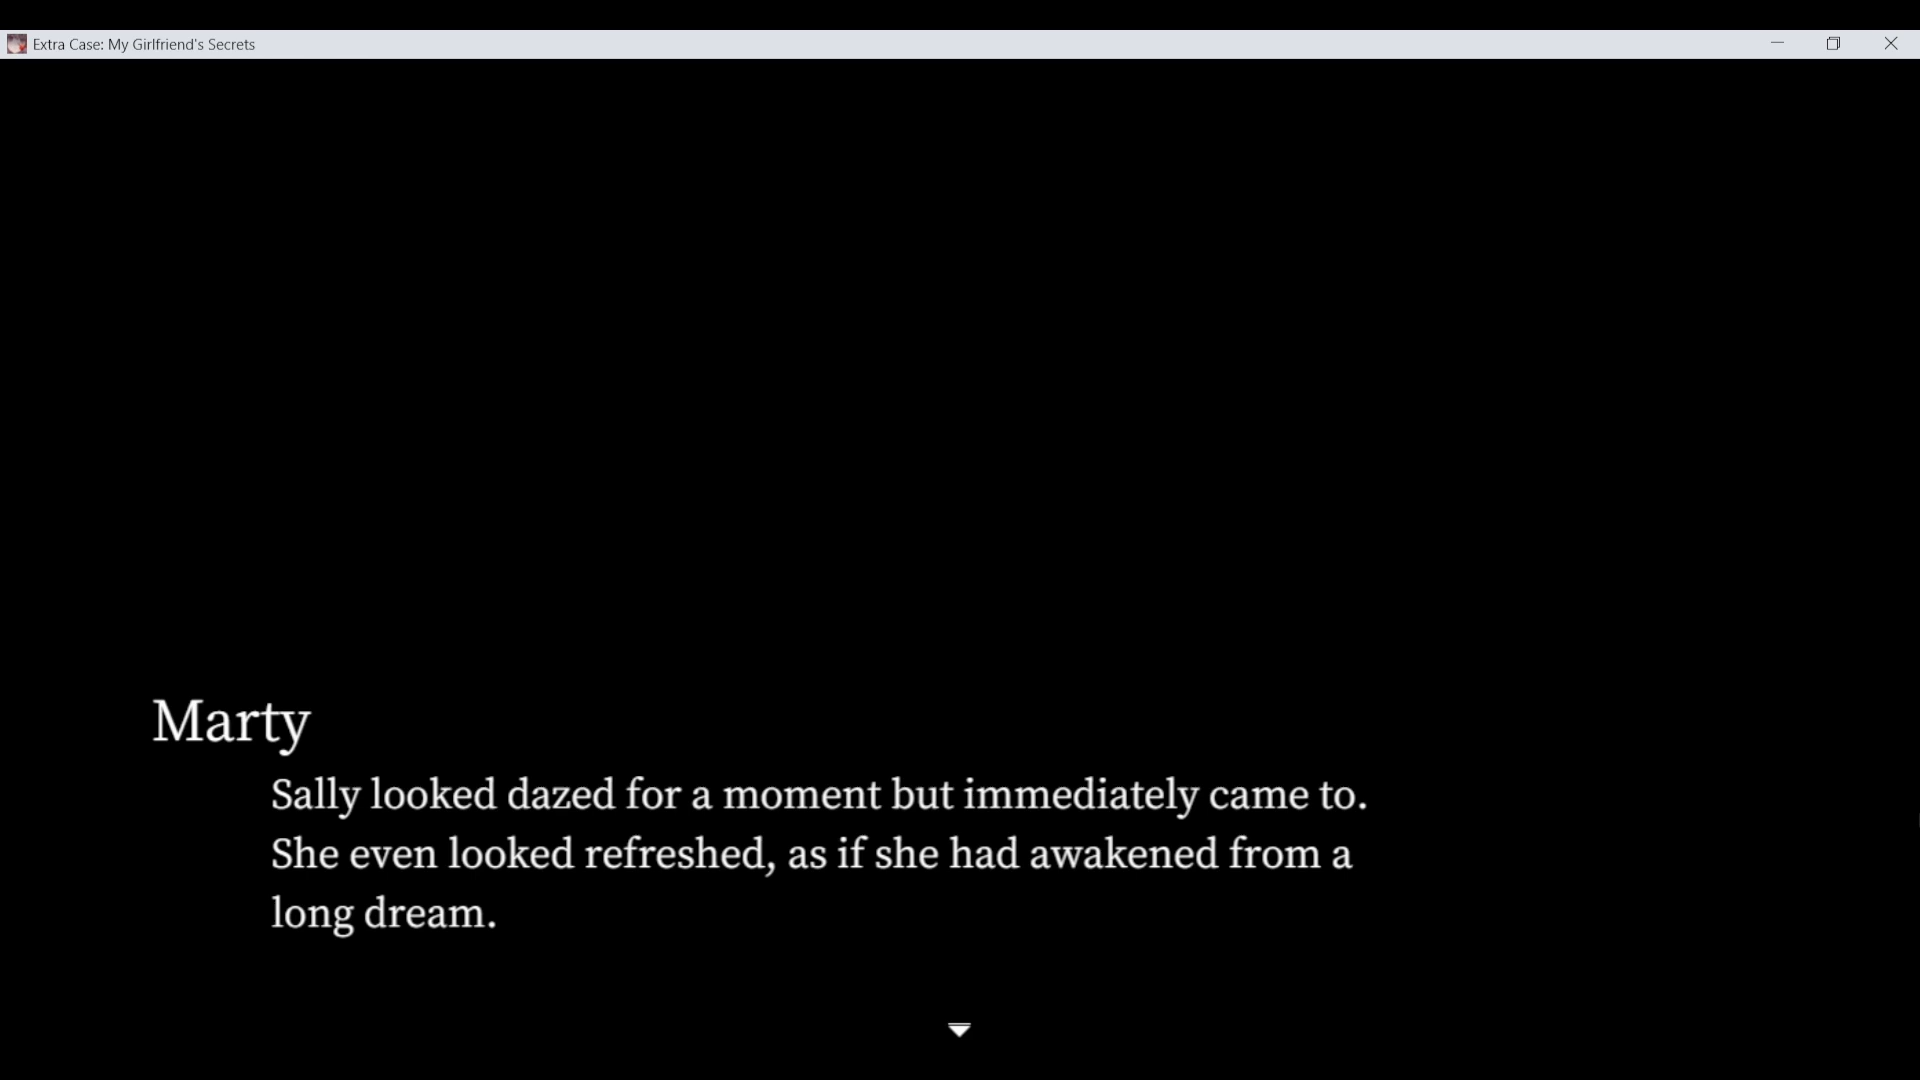 Extra Case: My Girlfriend's Secrets
Marty
Sally looked dazed for a moment but immediately came to.
She even looked refreshed, as if she had awakened from a
long dream.